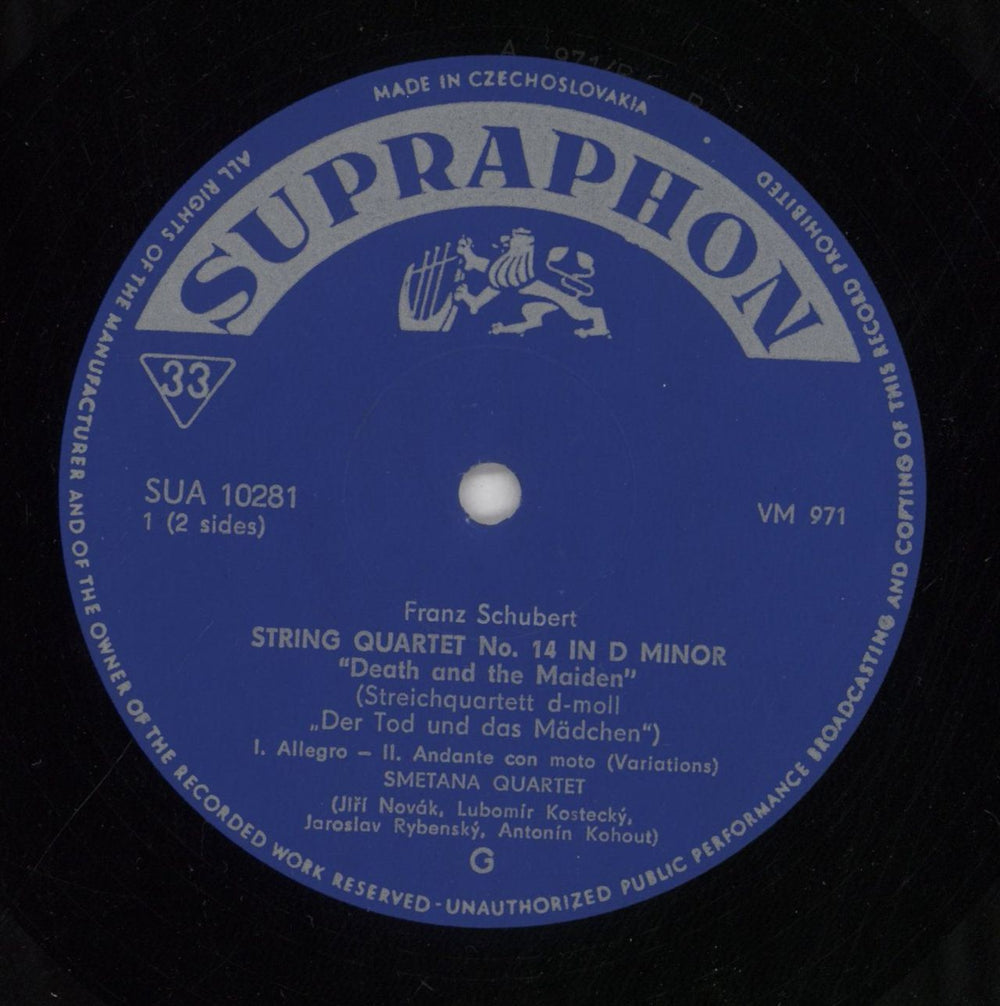 MADE IN CZECHOSLOVAKIA
SUPRAPHON
33
SUA 10281
1 (2 sides)
VM 971
Franz Schubert
STRING QUARTET No. 14 IN D MINOR
"Death and the Maiden"
(Streichquartett d-moll
„Der Tod und das Mädchen")
I. Allegro – II. Andante con moto (Variations)
SMETANA QUARTET
(Jiří Novák, Lubomír Kostecký,
Jaroslav Rybenský, Antonín Kohout)
G
ALL RIGHTS OF THE MANUFACTURER AND OF THE OWNER OF THE RECORDED WORK RESERVED - UNAUTHORIZED PUBLIC PERFORMANCE BROADCASTING AND COPYING OF THIS RECORD PROHIBITED